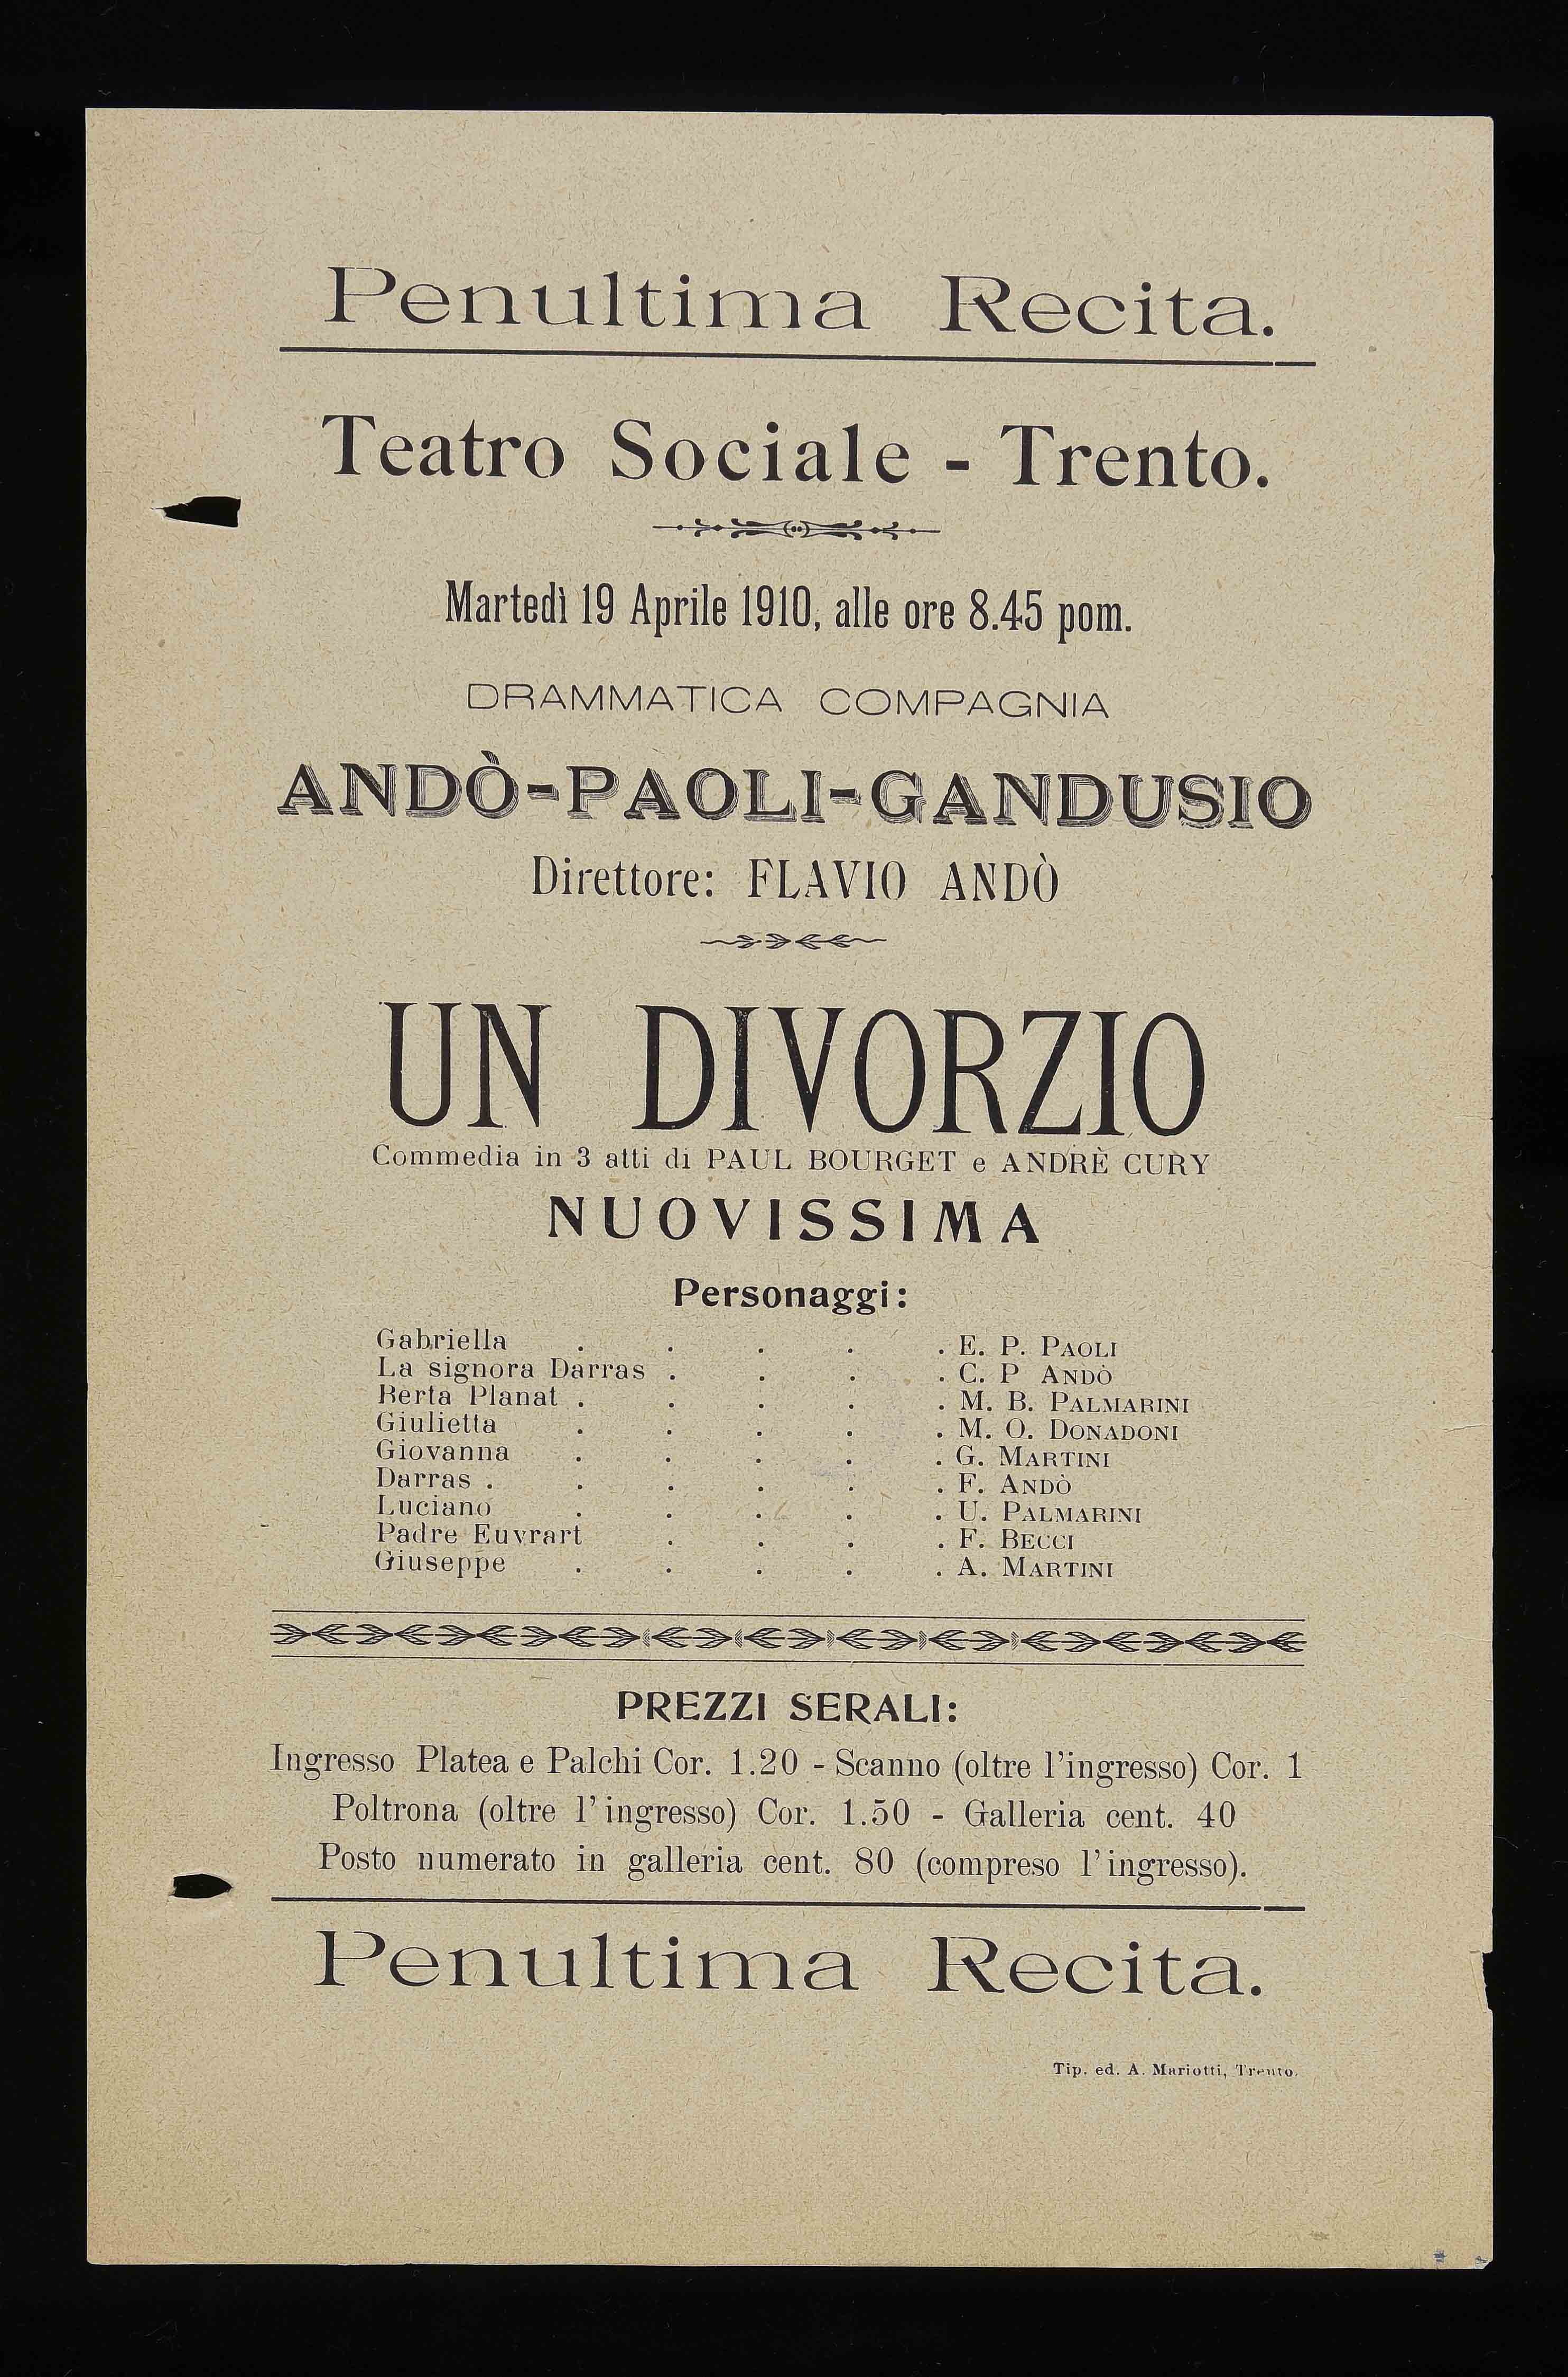 Penultima Recita.
Teatro Sociale - Trento.
Martedì 19 Aprile 1910, alle ore 8.45 pom.
DRAMMATICA COMPAGNIA
ANDÒ-PAOLI-GANDUSIO
Direttore: FLAVIO ANDÒ
UN DIVORZIO
Commedia in 3 atti di PAUL BOURGET e ANDRÈ CURY
NUOVISSIMA
Personaggi:
Gabriella . . . . . E. P. PAOLI
La signora Darras . . . . C. P ANDÒ
Berta Planat . . . . . M. B. PALMARINI
Giulietta . . . . . M. O. DONADONI
Giovanna . . . . . G. MARTINI
Darras . . . . . . F. ANDÒ
Luciano . . . . . U. PALMARINI
Padre Euvrart . . . . F. BECCI
Giuseppe . . . . . A. MARTINI
PREZZI SERALI:
Ingresso Platea e Palchi Cor. 1.20 - Scanno (oltre l'ingresso) Cor. 1
Poltrona (oltre l'ingresso) Cor. 1.50 - Galleria cent. 40
Posto numerato in galleria cent. 80 (compreso l'ingresso).
Penultima Recita.
Tip. ed. A. Mariotti, Trento.